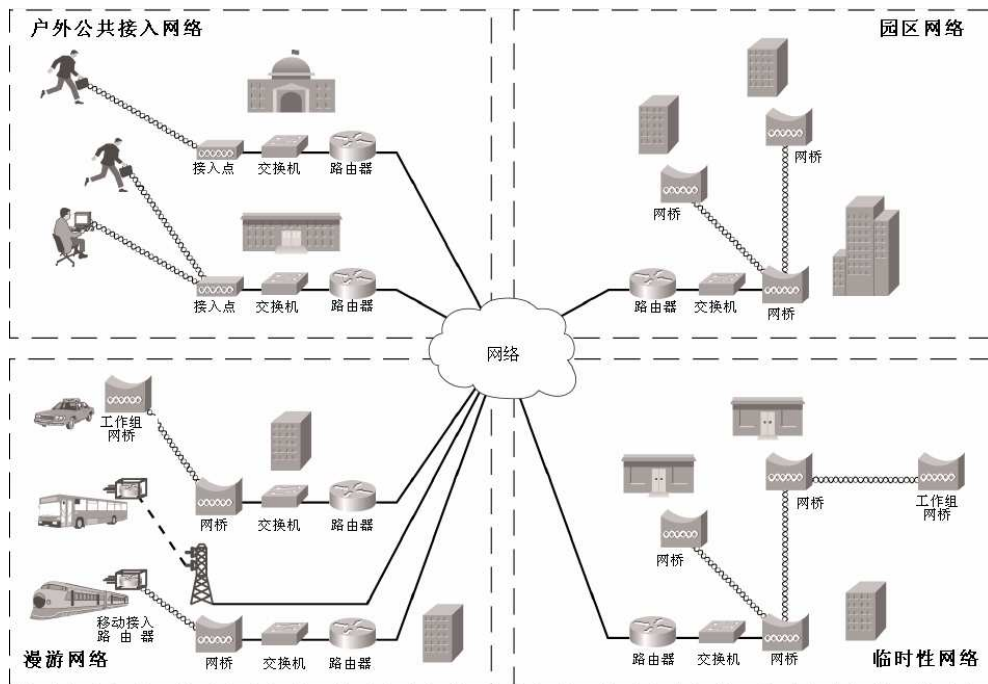 户外公共接入网络
接入点
交换机
路由器
接入点
交换机
路由器
园区网络
网桥
网桥
路由器
交换机
网桥
网络
工作组
网桥
网桥
交换机
路由器
移动接入
路由器
网桥
交换机
路由器
漫游网络
网桥
工作组
网桥
网桥
路由器
交换机
网桥
临时性网络